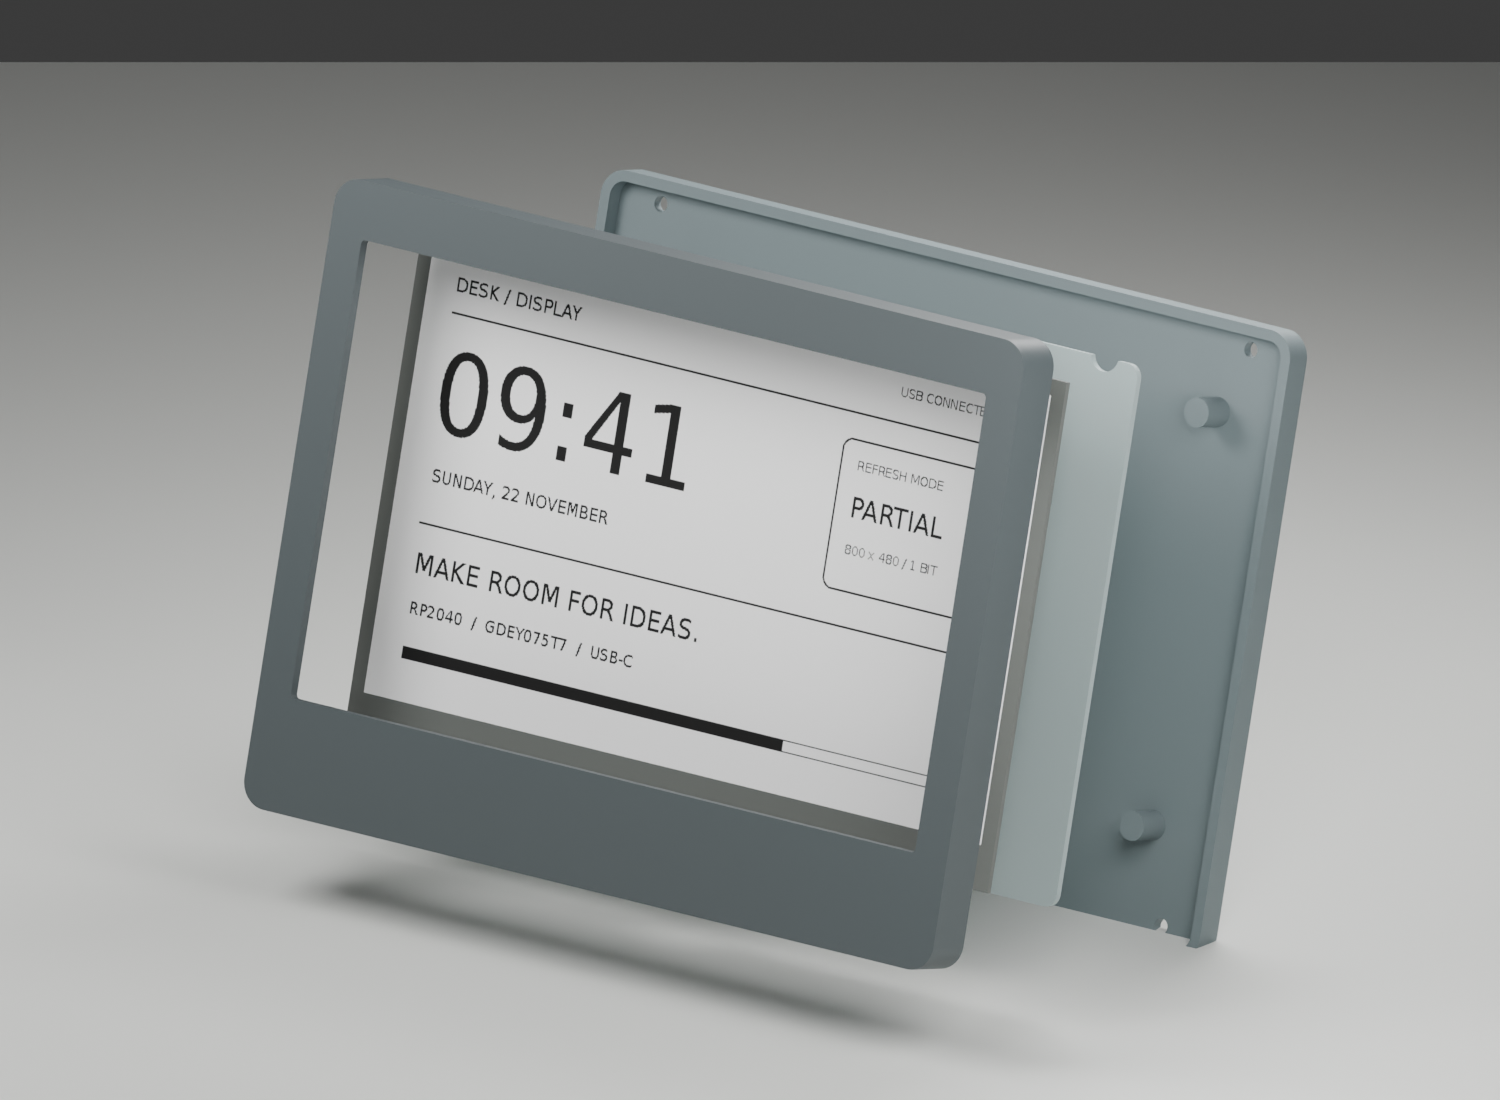 DESK / DISPLAY
USB CONNECTE
09:41
SUNDAY, 22 NOVEMBER
REFRESH MODE
PARTIAL
800 x 480 / 1 BIT
MAKE ROOM FOR IDEAS.
RP2040 / GDEY075T7 / USB-C